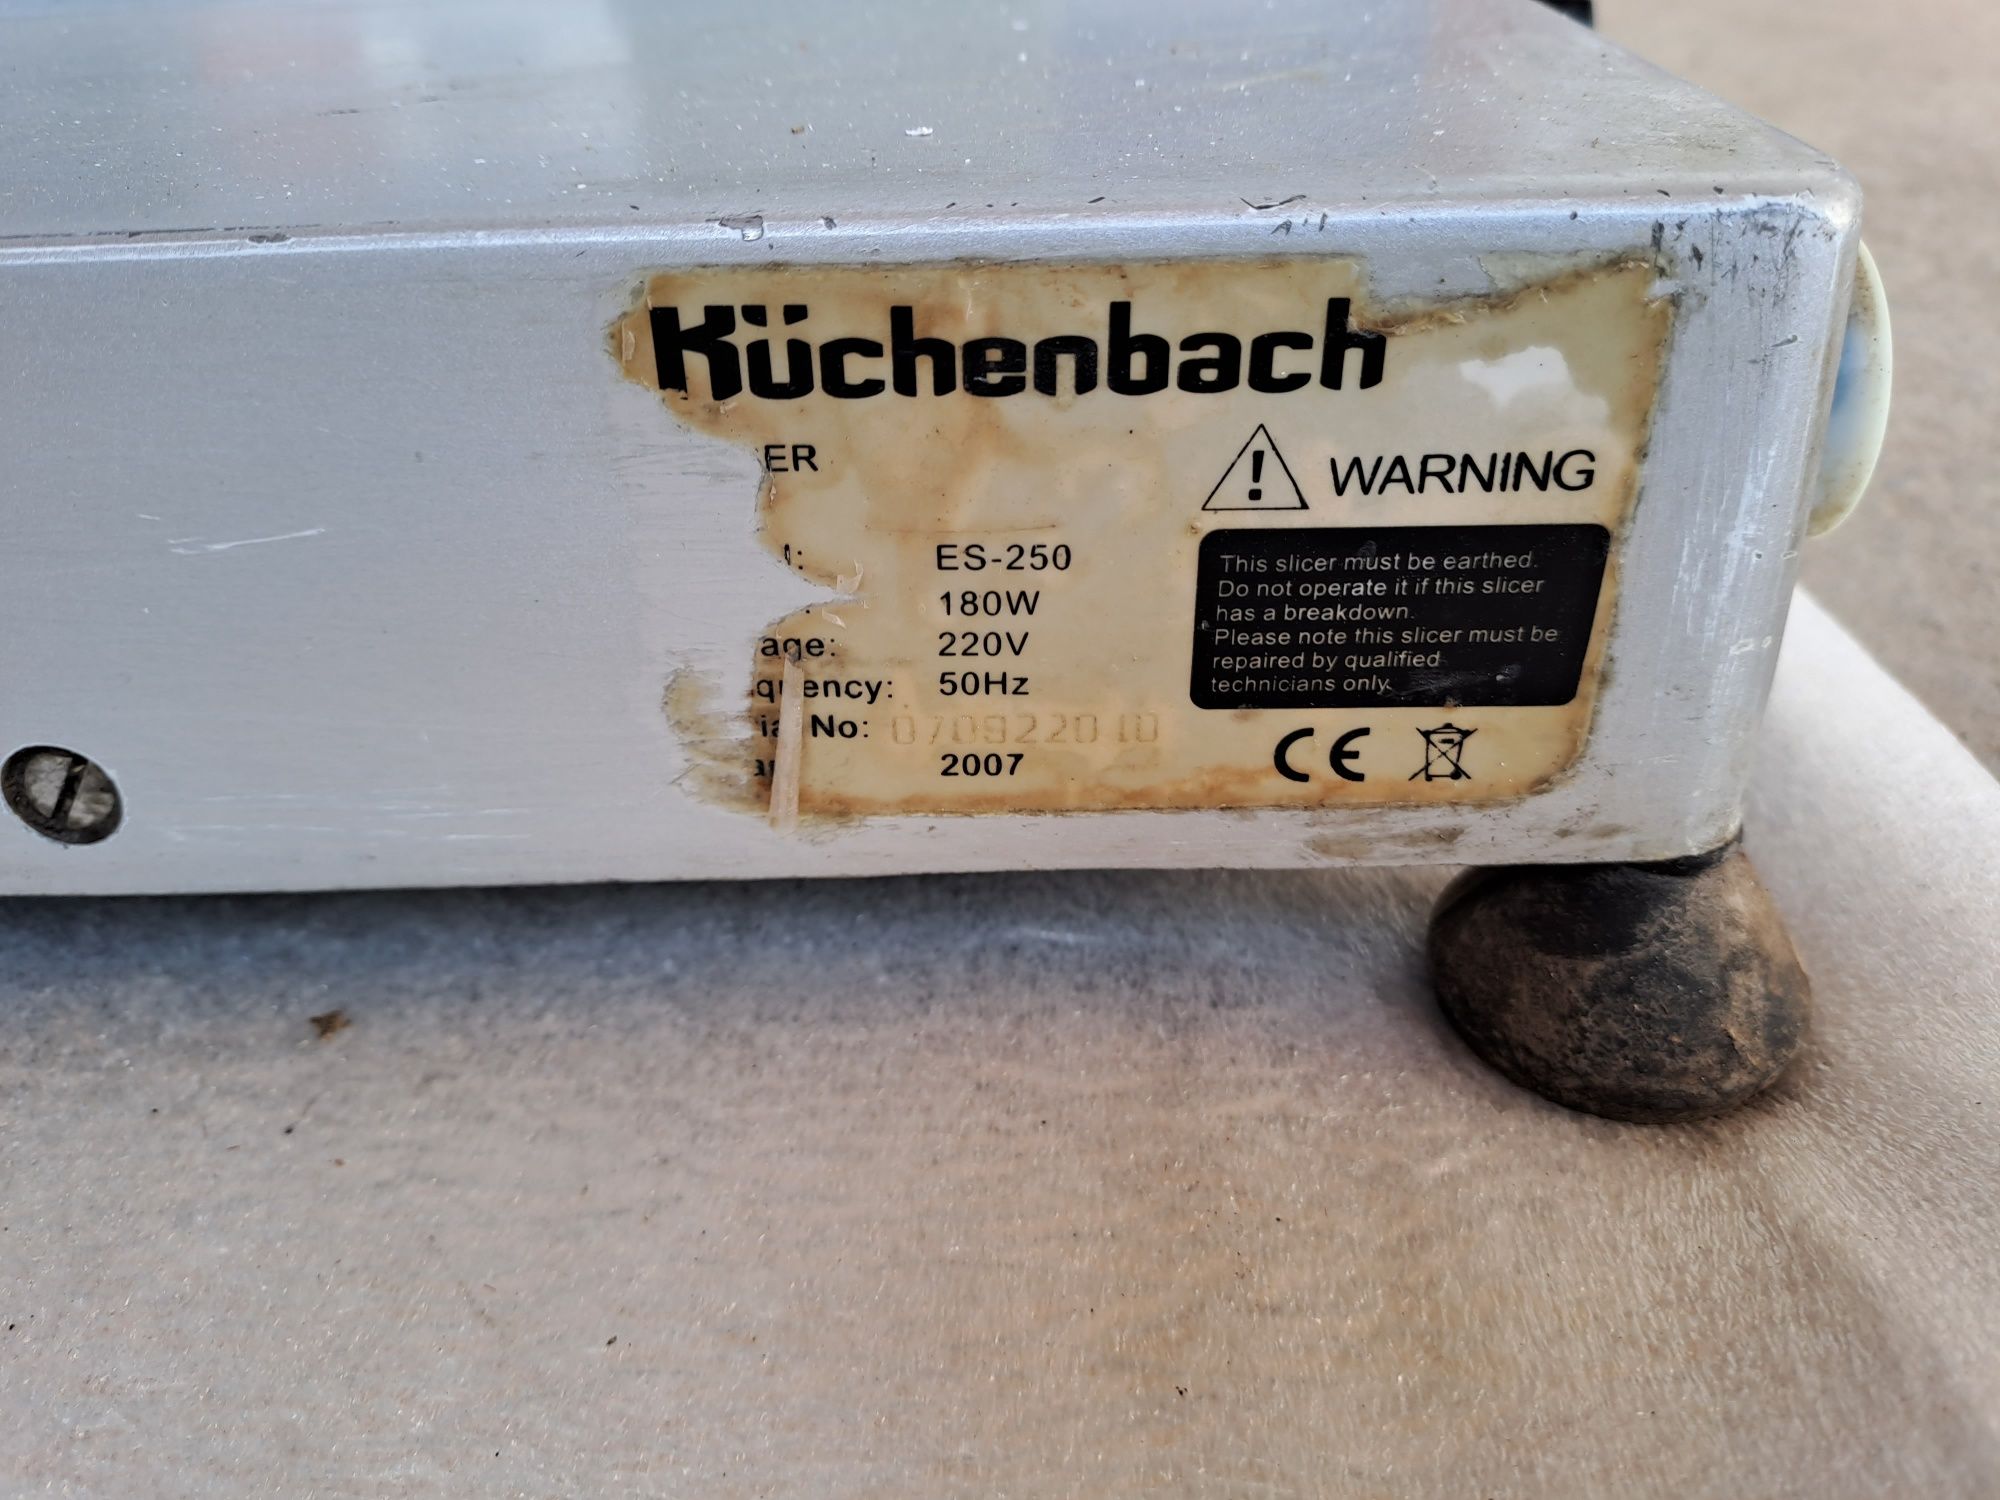 Küchenbach
ER
WARNING
ES-250
180W
age: 220V
quency: 50Hz
No: 070922010
2007
This slicer must be earthed.
Do not operate it if this slicer
has a breakdown.
Please note this slicer must be
repaired by qualified
technicians only.
CE